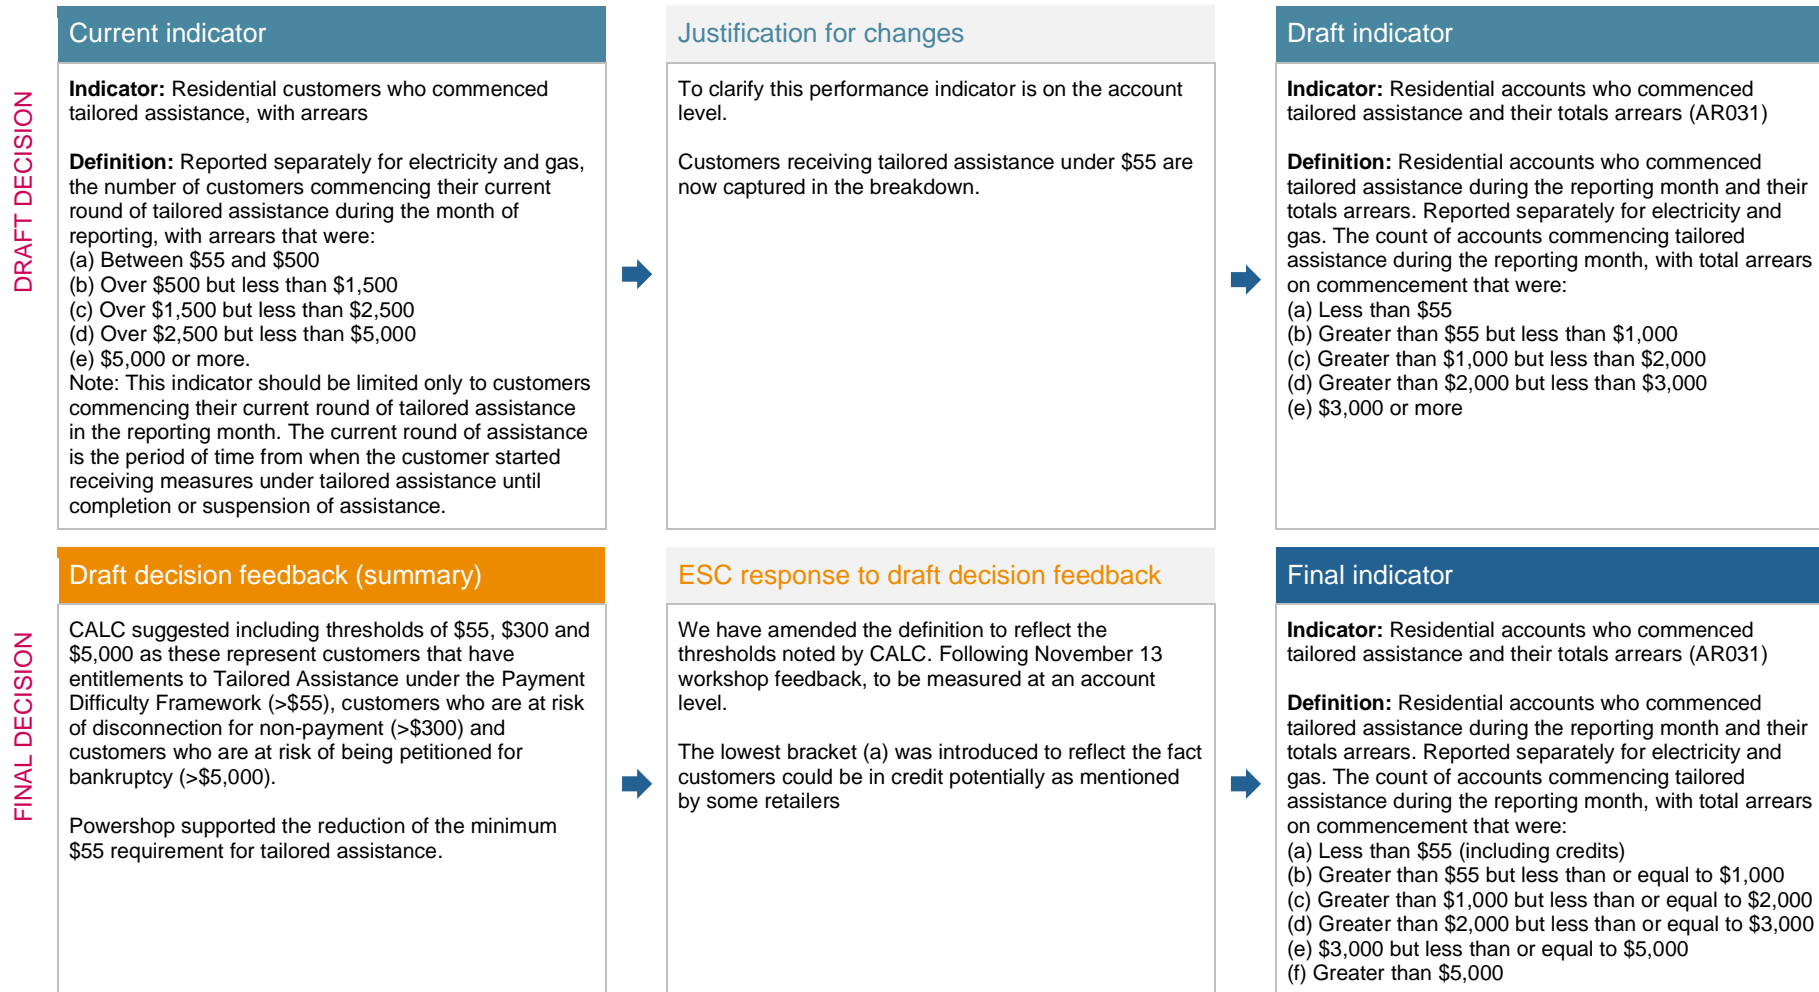 DRAFT DECISION
Current indicator
Indicator: Residential customers who commenced
tailored assistance, with arrears
Definition: Reported separately for electricity and gas,
the number of customers commencing their current
round of tailored assistance during the month of
reporting, with arrears that were:
(a) Between $55 and $500
(b) Over $500 but less than $1,500
(c) Over $1,500 but less than $2,500
(d) Over $2,500 but less than $5,000
(e) $5,000 or more.
Note: This indicator should be limited only to customers
commencing their current round of tailored assistance
in the reporting month. The current round of assistance
is the period of time from when the customer started
receiving measures under tailored assistance until
completion or suspension of assistance.
Justification for changes
To clarify this performance indicator is on the account
level.
Customers receiving tailored assistance under $55 are
now captured in the breakdown.
Draft indicator
Indicator: Residential accounts who commenced
tailored assistance and their totals arrears (AR031)
Definition: Residential accounts who commenced
tailored assistance during the reporting month and their
totals arrears. Reported separately for electricity and
gas. The count of accounts commencing tailored
assistance during the reporting month, with total arrears
on commencement that were:
(a) Less than $55
(b) Greater than $55 but less than $1,000
(c) Greater than $1,000 but less than $2,000
(d) Greater than $2,000 but less than $3,000
(e) $3,000 or more
FINAL DECISION
Draft decision feedback (summary)
CALC suggested including thresholds of $55, $300 and
$5,000 as these represent customers that have
entitlements to Tailored Assistance under the Payment
Difficulty Framework (>$55), customers who are at risk
of disconnection for non-payment (>$300) and
customers who are at risk of being petitioned for
bankruptcy (>$5,000).
Powershop supported the reduction of the minimum
$55 requirement for tailored assistance.
ESC response to draft decision feedback
We have amended the definition to reflect the
thresholds noted by CALC. Following November 13
workshop feedback, to be measured at an account
level.
The lowest bracket (a) was introduced to reflect the fact
customers could be in credit potentially as mentioned
by some retailers
Final indicator
Indicator: Residential accounts who commenced
tailored assistance and their totals arrears (AR031)
Definition: Residential accounts who commenced
tailored assistance during the reporting month and their
totals arrears. Reported separately for electricity and
gas. The count of accounts commencing tailored
assistance during the reporting month, with total arrears
on commencement that were:
(a) Less than $55 (including credits)
(b) Greater than $55 but less than or equal to $1,000
(c) Greater than $1,000 but less than or equal to $2,000
(d) Greater than $2,000 but less than or equal to $3,000
(e) $3,000 but less than or equal to $5,000
(f) Greater than $5,000